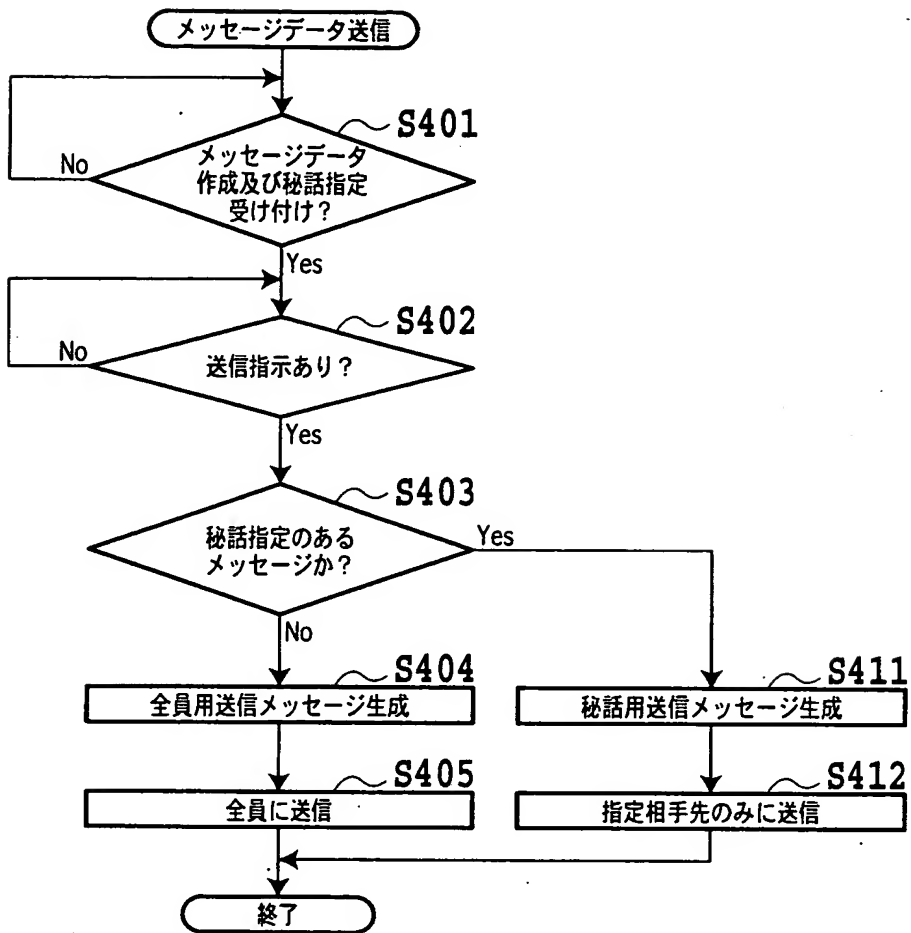 メッセージデータ送信
S401
メッセージデータ
作成及び秘話指定
受け付け？
No
Yes
S402
送信指示あり？
No
Yes
S403
秘話指定のある
メッセージか？
Yes
No
S404
全員用送信メッセージ生成
S411
秘話用送信メッセージ生成
S405
全員に送信
S412
指定相手先のみに送信
終了